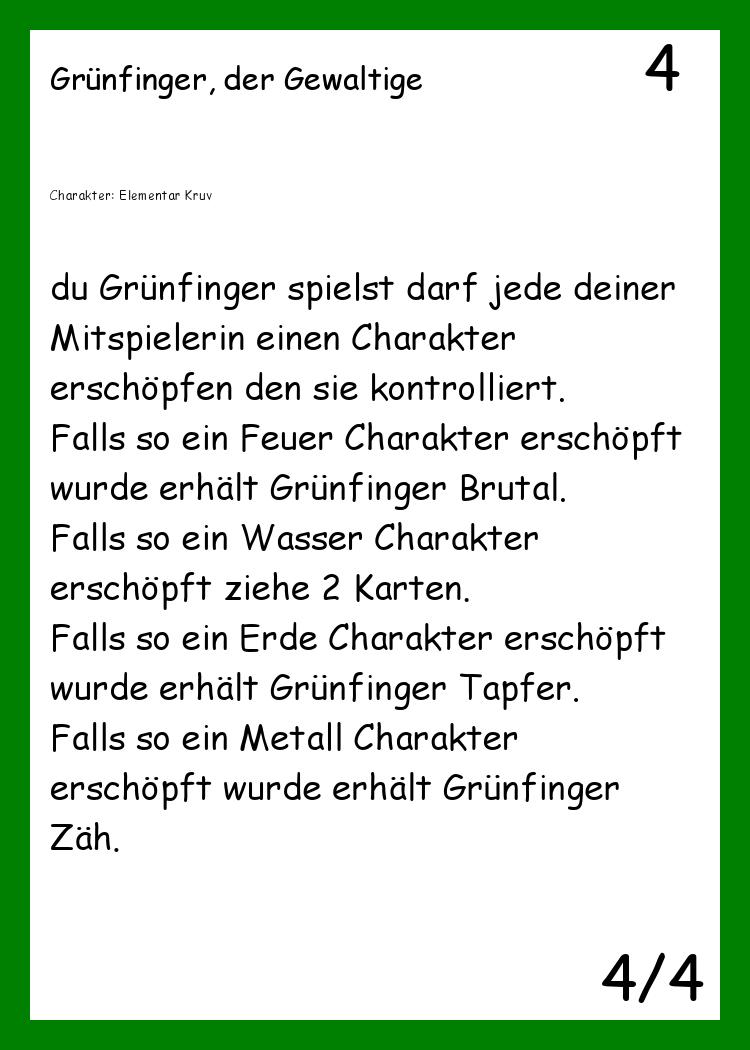 Grünfinger, der Gewaltige
4
Charakter: Elementar Kruv
du Grünfinger spielst darf jede deiner
Mitspielerin einen Charakter
erschöpfen den sie kontrolliert.
Falls so ein Feuer Charakter erschöpft
wurde erhält Grünfinger Brutal.
Falls so ein Wasser Charakter
erschöpft ziehe 2 Karten.
Falls so ein Erde Charakter erschöpft
wurde erhält Grünfinger Tapfer.
Falls so ein Metall Charakter
erschöpft wurde erhält Grünfinger
Zäh.
4/4